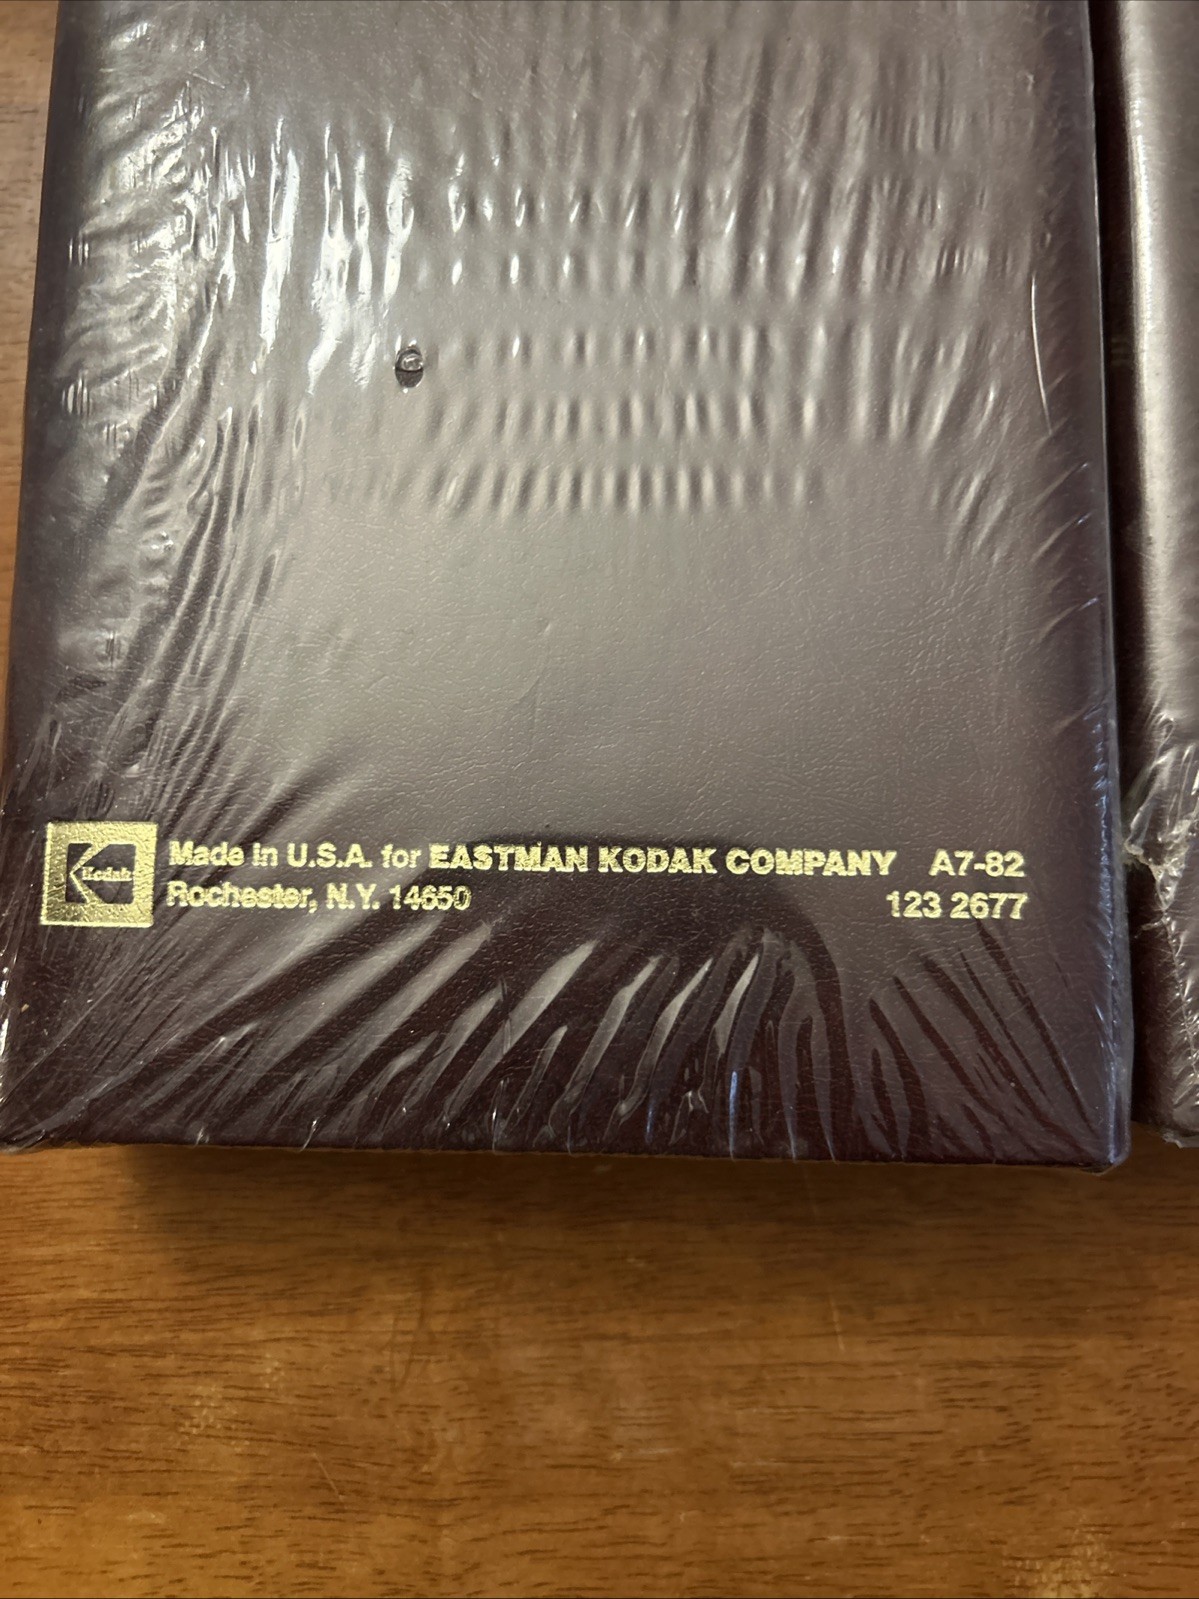 Kodak
Made in U.S.A. for EASTMAN KODAK COMPANY A7-82
Rochester, N.Y. 14650 123 2677